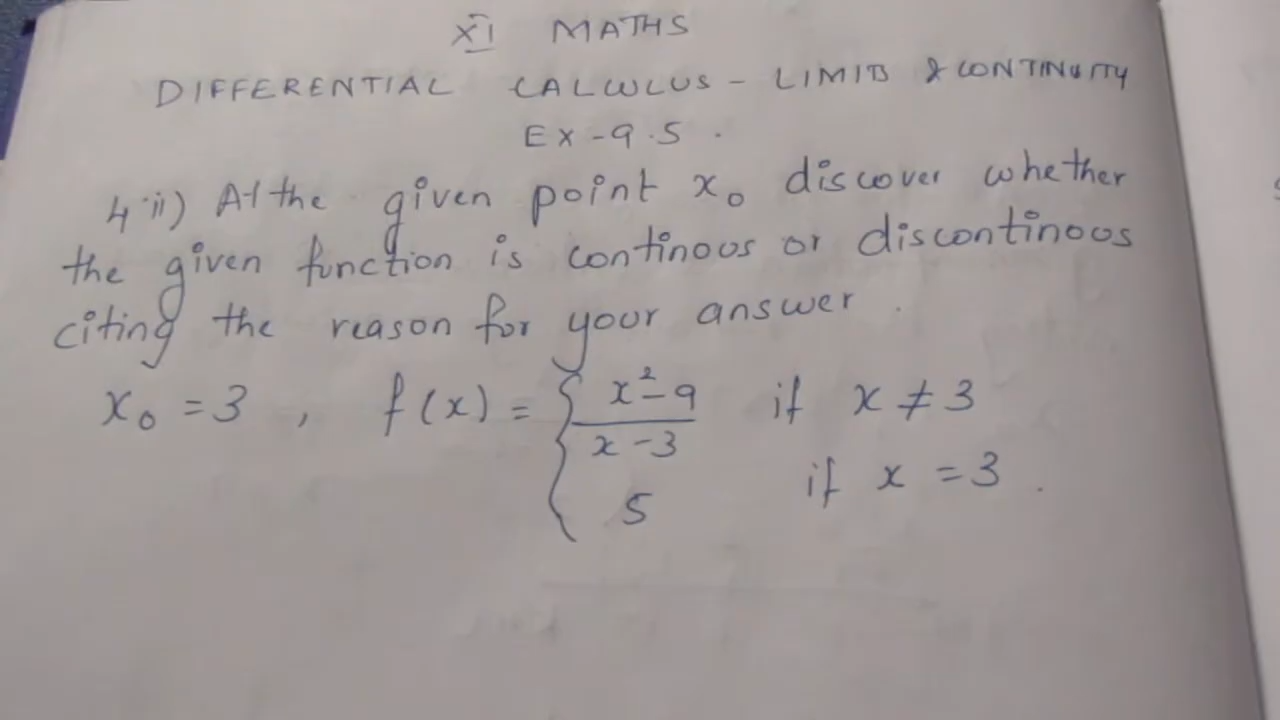 XI MATHS
DIFFERENTIAL CALCULUS - LIMITS & CONTINUITY
EX-9.5.
4 ii) At the given point x₀ discover whether
the given function is continous or discontinous
citing the reason for your answer.
x₀ = 3, f(x) = { x²-9 / x-3 if x ≠ 3
5 if x = 3.